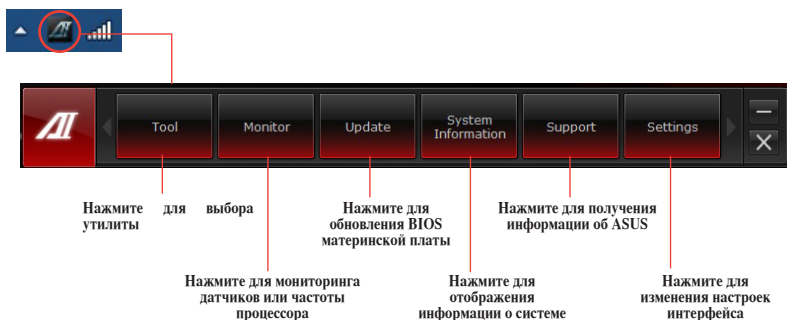 Tool
Monitor
Update
System
Information
Support
Settings
Нажмите для выбора
утилиты
Нажмите для
обновления BIOS
материнской платы
Нажмите для получения
информации об ASUS
Нажмите для мониторинга
датчиков или частоты
процессора
Нажмите для
отображения
информации о системе
Нажмите для
изменения настроек
интерфейса